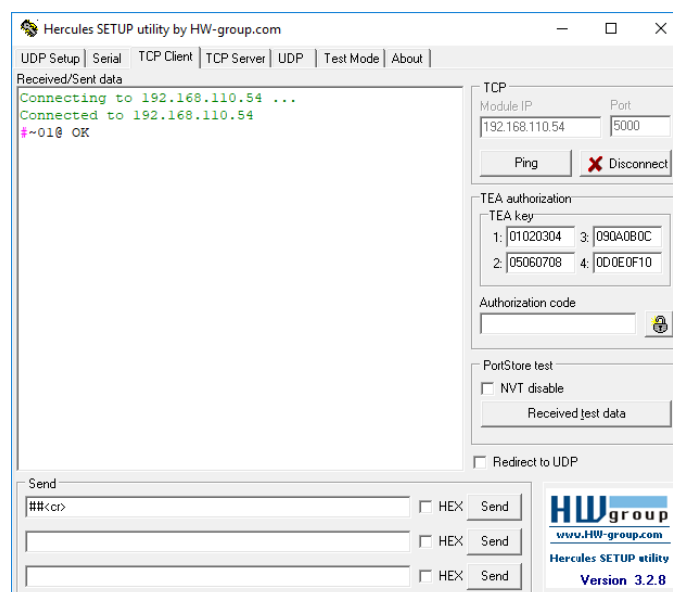 Hercules SETUP utility by HW-group.com
UDP Setup Serial TCP Client TCP Server UDP Test Mode About
Received/Sent data
Connecting to 192.168.110.54 ...
Connected to 192.168.110.54
#~01@ OK
TCP
Module IP Port
192.168.110.54 5000
Ping Disconnect
TEA authorization
TEA key
1: 01020304 3: 090A0B0C
2: 05060708 4: 0D0E0F10
Authorization code
PortStore test
NVT disable
Received test data
Redirect to UDP
Send
##<cr> HEX Send
HEX Send
HEX Send
HW group
www.HW-group.com
Hercules SETUP utility
Version 3.2.8